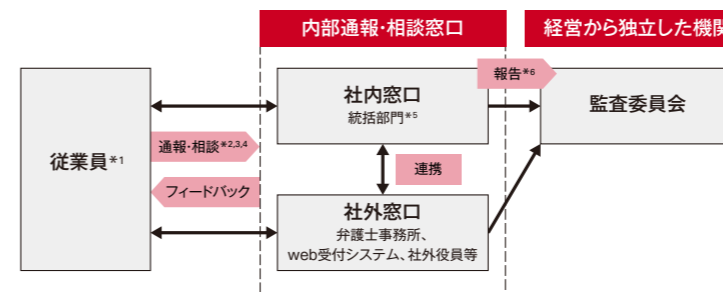 内部通報・相談窓口
経営から独立した機関
従業員*1
通報・相談*2,3,4
フィードバック
社内窓口
統括部門*5
連携
社外窓口
弁護士事務所、
web受付システム、社外役員等
報告*6
監査委員会